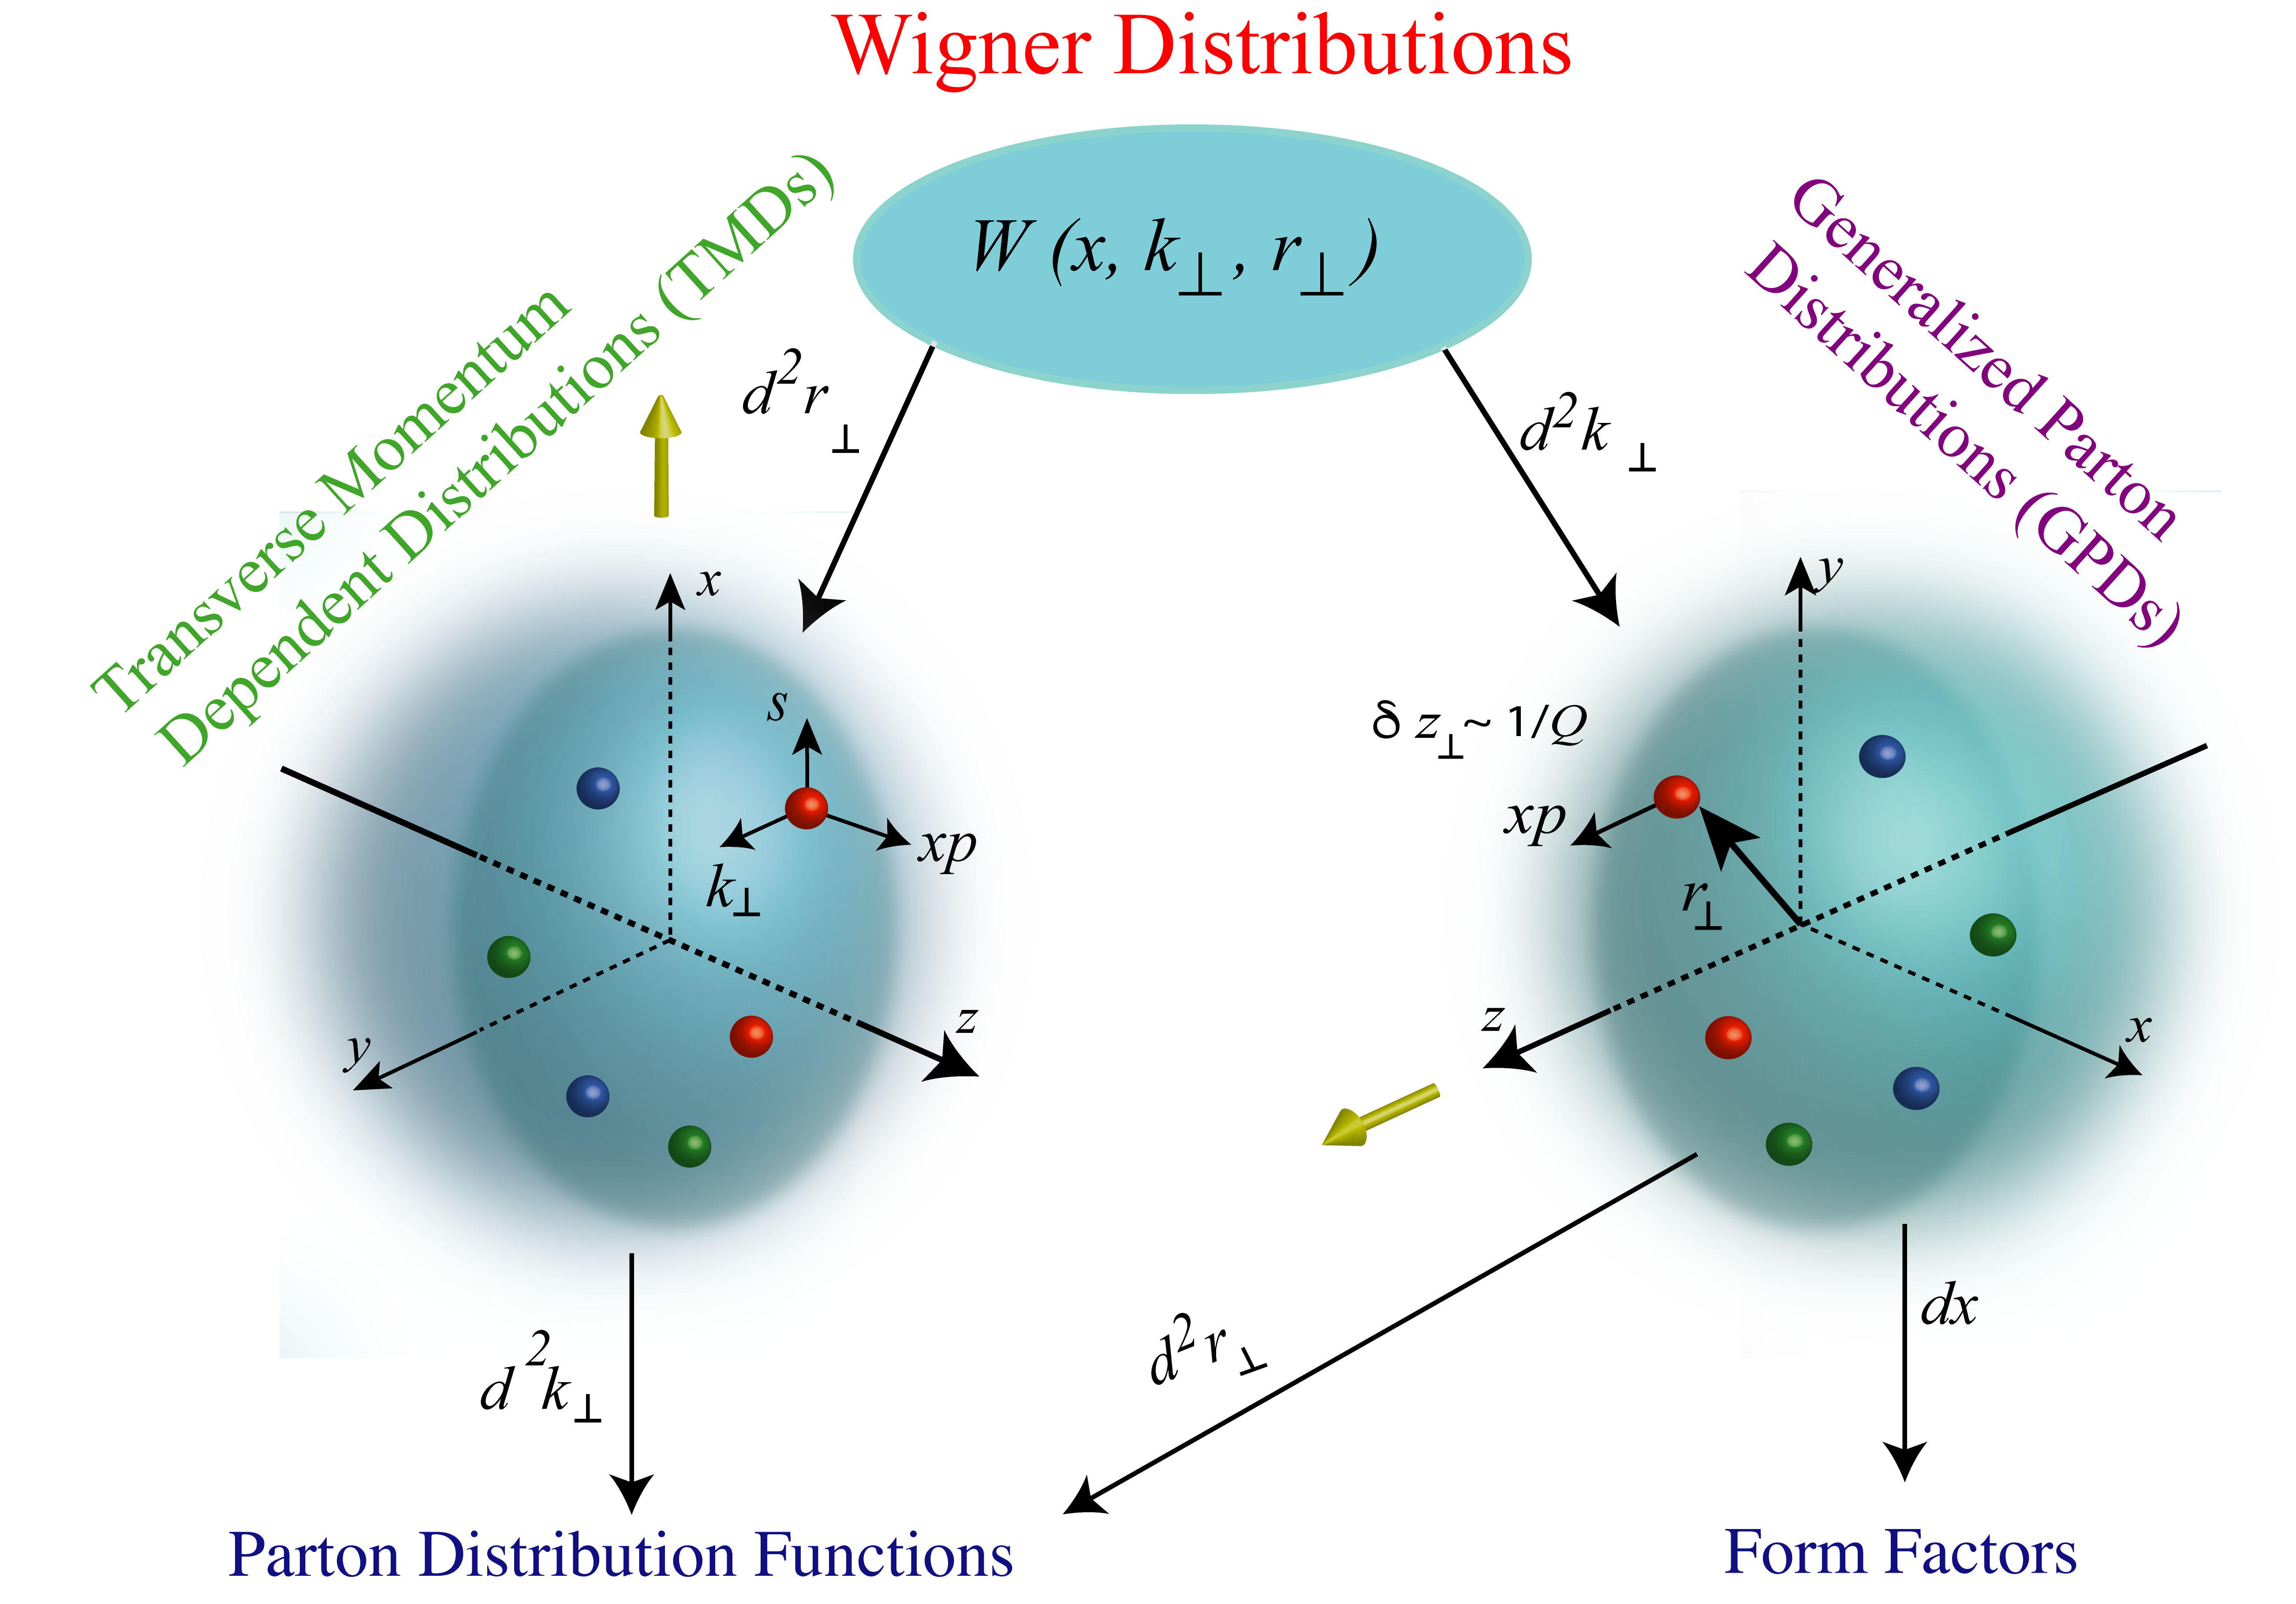 Wigner Distributions
W (x, k⊥, r⊥)
Transverse Momentum
Dependent Distributions (TMDs)
Generalized Parton
Distributions (GPDs)
d²r⊥
d²k⊥
x
s
k⊥
xp
y
z
y
δ z⊥ ~ 1/Q
xp
r⊥
z
x
d²k⊥
d²r⊥
dx
Parton Distribution Functions
Form Factors